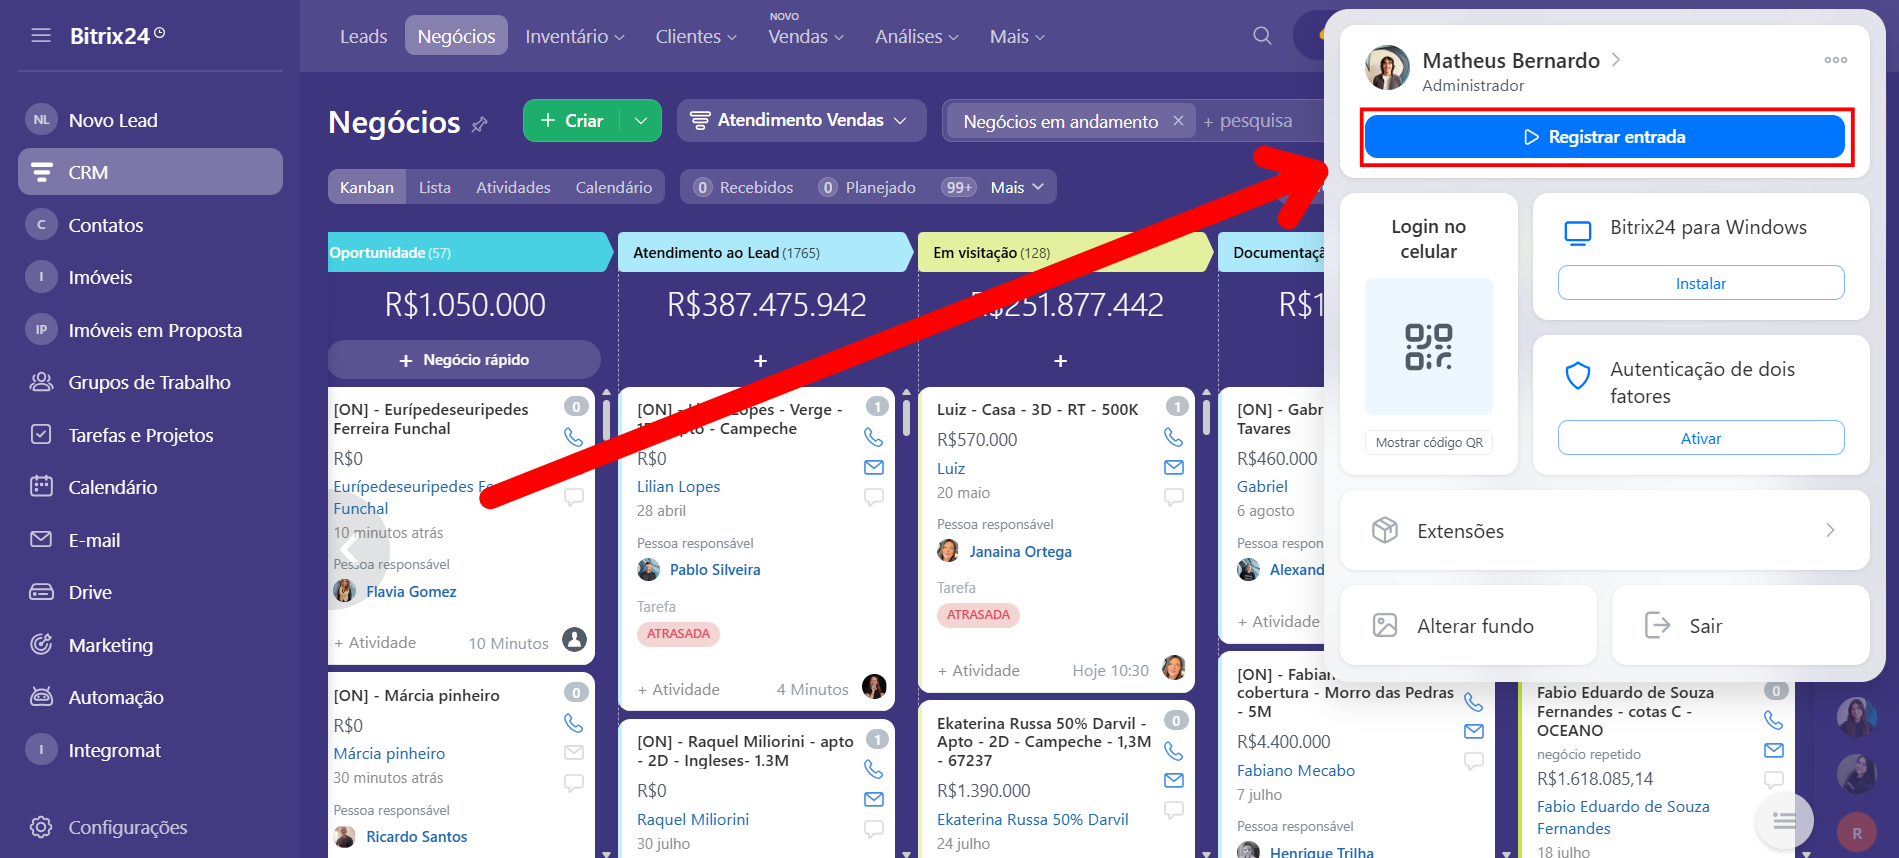 Bitrix24
NL Novo Lead
CRM
C Contatos
I Imóveis
IP Imóveis em Proposta
Grupos de Trabalho
Tarefas e Projetos
Calendário
E-mail
Drive
Marketing
Automação
I Integromat
Configurações
Leads
Negócios
Inventário
Clientes
NOVO
Vendas
Análises
Mais
Negócios
+ Criar
Atendimento Vendas
Negócios em andamento ×
+ pesquisa
Kanban
Lista
Atividades
Calendário
0 Recebidos
0 Planejado
99+ Mais
Oportunidade (57)
R$1.050.000
+ Negócio rápido
[ON] - Eurípedeseuripedes
Ferreira Funchal
0
R$0
Eurípedeseuripedes
Funchal
10 minutos atrás
Pessoa responsável
Flavia Gomez
+ Atividade
10 Minutos
[ON] - Márcia pinheiro
0
R$0
Márcia pinheiro
30 minutos atrás
Pessoa responsável
Ricardo Santos
Atendimento ao Lead (1765)
R$387.475.942
+
[ON] - Lopes - Verge -
- Campeche
1
R$0
Lilian Lopes
28 abril
Pessoa responsável
Pablo Silveira
Tarefa
ATRASADA
+ Atividade
4 Minutos
[ON] - Raquel Miliorini - apto
- 2D - Ingleses- 1.3M
1
R$0
Raquel Miliorini
30 julho
Em visitação (128)
R$251.877.442
+
Luiz - Casa - 3D - RT - 500K
1
R$570.000
Luiz
20 maio
Pessoa responsável
Janaina Ortega
Tarefa
ATRASADA
+ Atividade
Hoje 10:30
Ekaterina Russa 50% Darvil -
Apto - 2D - Campeche - 1,3M
- 67237
0
R$1.390.000
Ekaterina Russa 50% Darvil
24 julho
Documentaçã
R$1
[ON] - Gabr
Tavares
R$460.000
Gabriel
6 agosto
Pessoa respon
Alexand
+ Atividade
[ON] - Fabian
cobertura - Morro das Pedras
- 5M
R$4.400.000
Fabiano Mecabo
7 julho
Pessoa responsável
Henrique Trilha
Fabio Eduardo de Souza
Fernandes - cotas C -
OCEANO
0
negócio repetido
R$1.618.085,14
Fabio Eduardo de Souza
Fernandes
18 julho
R
Matheus Bernardo
Administrador
Registrar entrada
Login no
celular
Mostrar código QR
Bitrix24 para Windows
Instalar
Autenticação de dois
fatores
Ativar
Extensões
Alterar fundo
Sair